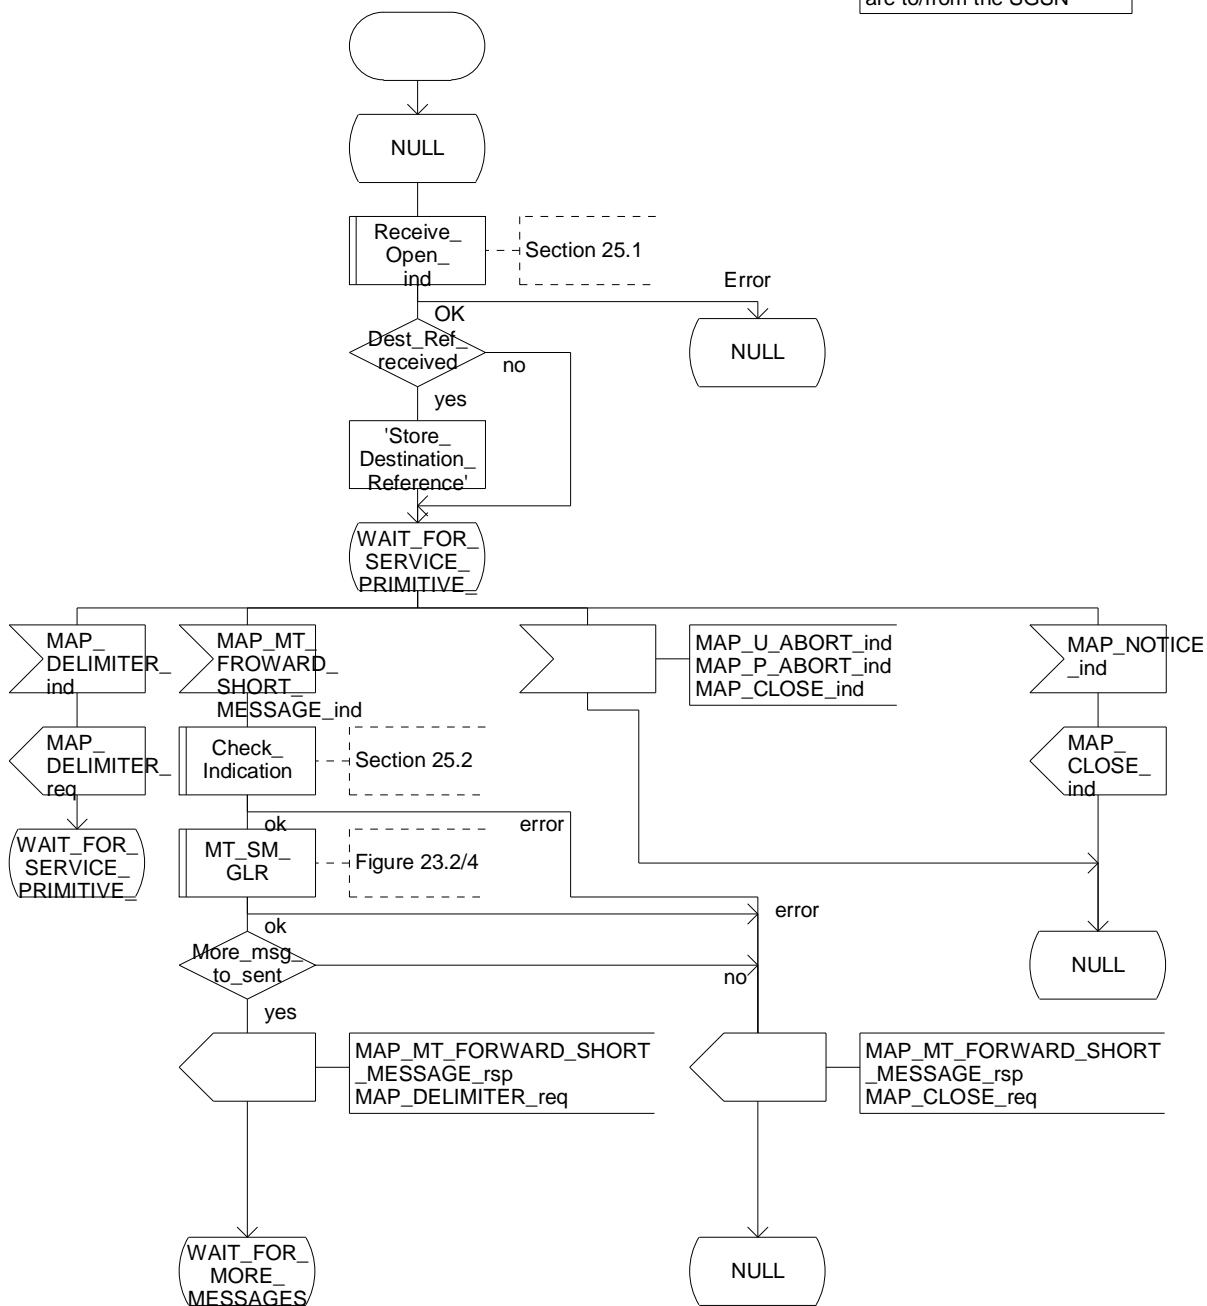 are to/from the SGSN
NULL
Receive_
Open_
ind
Section 25.1
Error
OK
Dest_Ref_
received
no
NULL
yes
'Store_
Destination_
Reference'
WAIT_FOR_
SERVICE_
PRIMITIVE_
MAP_
DELIMITER_
ind
MAP_MT_
FROWARD_
SHORT_
MESSAGE_ind
MAP_U_ABORT_ind
MAP_P_ABORT_ind
MAP_CLOSE_ind
MAP_NOTICE
_ind
MAP_
DELIMITER_
req
Check_
Indication
Section 25.2
MAP_
CLOSE_
ind
ok
error
WAIT_FOR_
SERVICE_
PRIMITIVE_
MT_SM_
GLR
Figure 23.2/4
ok
error
More_msg_
to_sent
no
NULL
yes
MAP_MT_FORWARD_SHORT
_MESSAGE_rsp
MAP_DELIMITER_req
MAP_MT_FORWARD_SHORT
_MESSAGE_rsp
MAP_CLOSE_req
WAIT_FOR_
MORE_
MESSAGES
NULL